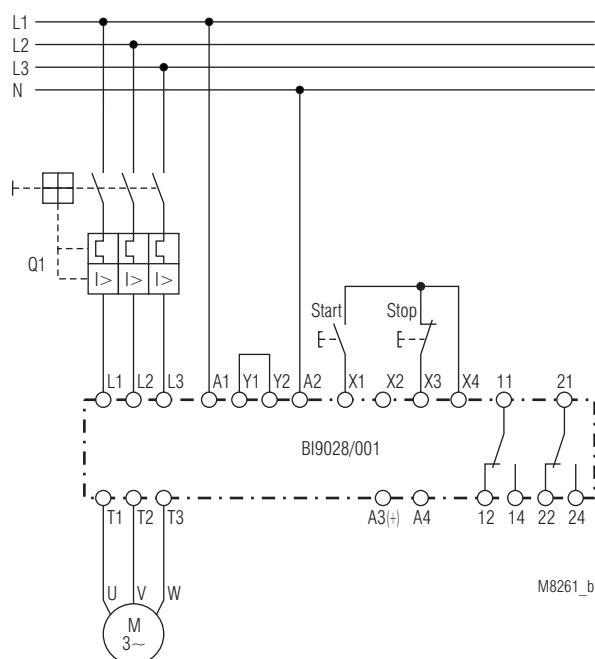 L1
L2
L3
N
Q1
I> I> I>
Start Stop
L1 L2 L3 A1 Y1 Y2 A2 X1 X2 X3 X4 11 21
BI9028/001
T1 T2 T3 A3(+) A4 12 14 22 24
U V W
M8261_b
M
3~